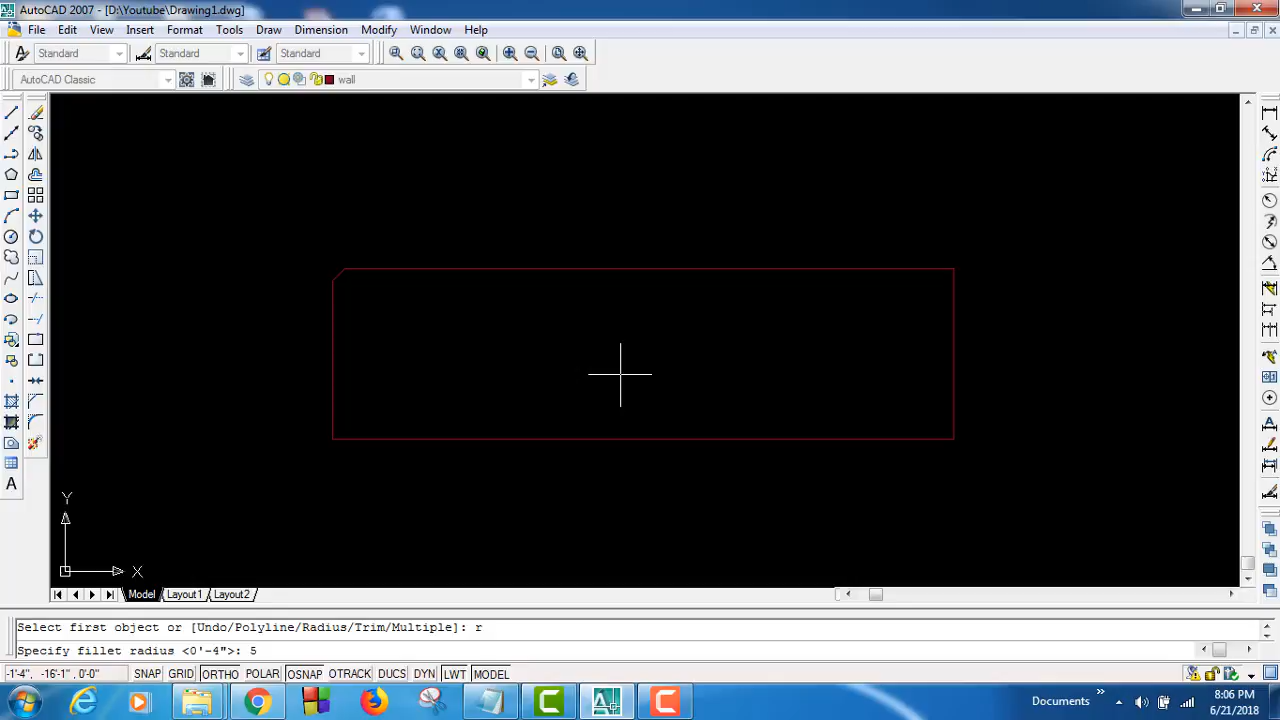 AutoCAD 2007 - [D:\Youtube\Drawing1.dwg]
File Edit View Insert Format Tools Draw Dimension Modify Window Help
Standard Standard Standard
AutoCAD Classic wall
A
Y
X
Model Layout1 Layout2
Select first object or [Undo/Polyline/Radius/Trim/Multiple]: r
Specify fillet radius <0'-4">: 5
-1'-4", -16'-1", 0'-0" SNAP GRID ORTHO POLAR OSNAP OTRACK DUCS DYN LWT MODEL
Documents
8:06 PM
6/21/2018